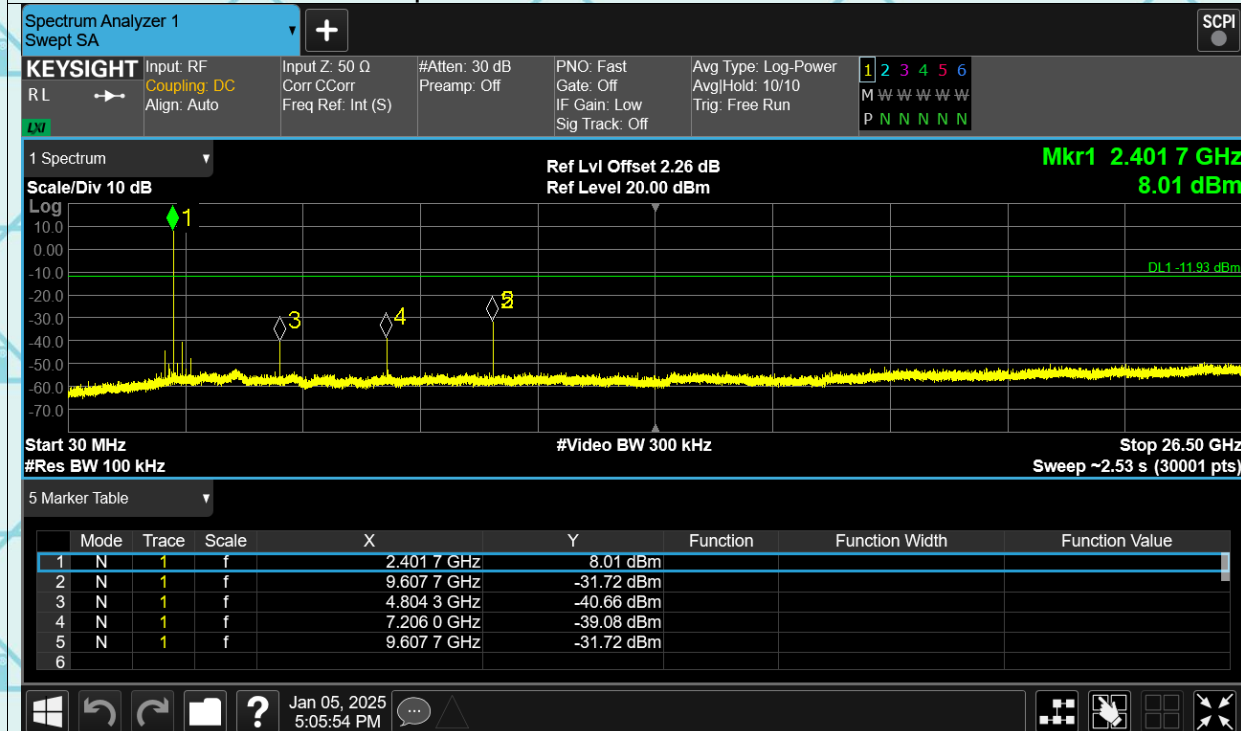 Spectrum Analyzer 1
Swept SA
+
SCPI
KEYSIGHT
RL
LXI
Input: RF
Coupling: DC
Align: Auto
Input Z: 50 Ω
Corr CCorr
Freq Ref: Int (S)
#Atten: 30 dB
Preamp: Off
PNO: Fast
Gate: Off
IF Gain: Low
Sig Track: Off
Avg Type: Log-Power
Avg|Hold: 10/10
Trig: Free Run
1 2 3 4 5 6
M W W W W W
P N N N N N
1 Spectrum
Scale/Div 10 dB
Ref Lvl Offset 2.26 dB
Ref Level 20.00 dBm
Mkr1 2.401 7 GHz
8.01 dBm
Log
10.0
0.00
-10.0
-20.0
-30.0
-40.0
-50.0
-60.0
-70.0
1
3
4
DL1 -11.93 dBm
Start 30 MHz
#Video BW 300 kHz
Stop 26.50 GHz
#Res BW 100 kHz
Sweep ~2.53 s (30001 pts)
5 Marker Table
Mode Trace Scale X Y Function Function Width Function Value
1 N 1 f 2.401 7 GHz 8.01 dBm
2 N 1 f 9.607 7 GHz -31.72 dBm
3 N 1 f 4.804 3 GHz -40.66 dBm
4 N 1 f 7.206 0 GHz -39.08 dBm
5 N 1 f 9.607 7 GHz -31.72 dBm
6
?
Jan 05, 2025
5:05:54 PM